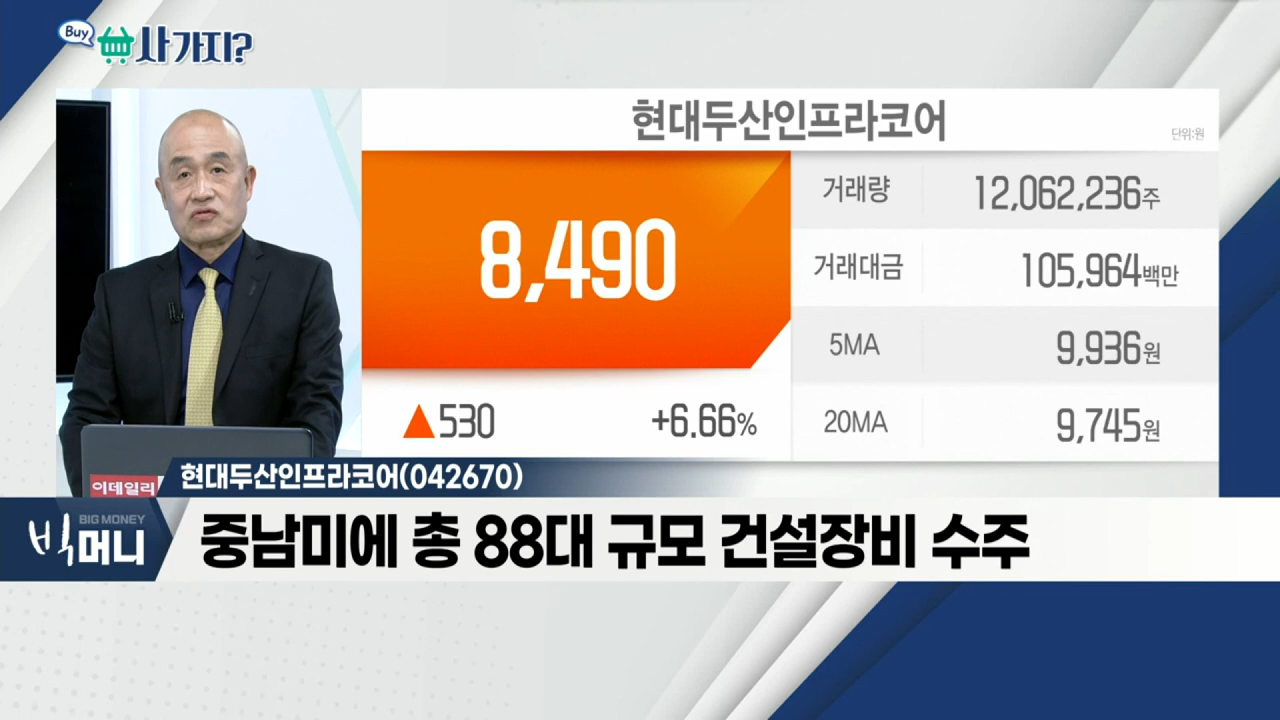 Buy
사가지?
현대두산인프라코어
단위:원
8,490
▲530 +6.66%
거래량 12,062,236주
거래대금 105,964백만
5MA 9,936원
20MA 9,745원
이데일리
현대두산인프라코어(042670)
빅머니 BIG MONEY
중남미에 총 88대 규모 건설장비 수주